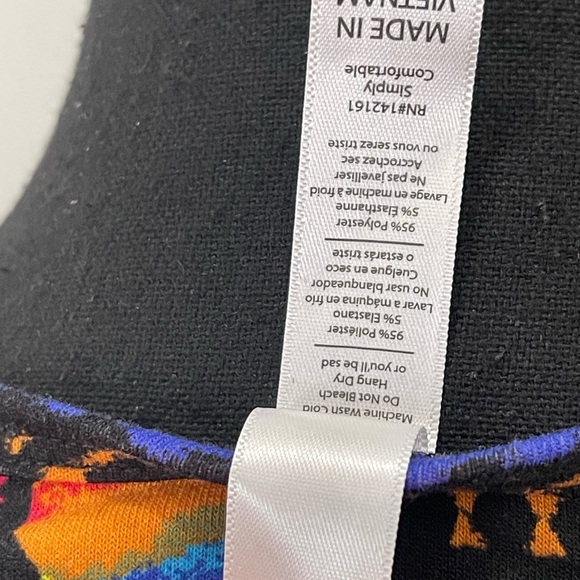 Machine Wash Cold
Do Not Bleach
Hang Dry
or you'll be sad
95% Poliéster
5% Elastano
Lavar a máquina en frío
No usar blanqueador
Cuelgue en seco
o estarás triste
95% Polyester
5% Élasthanne
Lavage en machine à froid
Ne pas javelliser
Accrochez sec
ou vous serez triste
RN#142161
Simply
Comfortable
MADE IN
VIETNAM